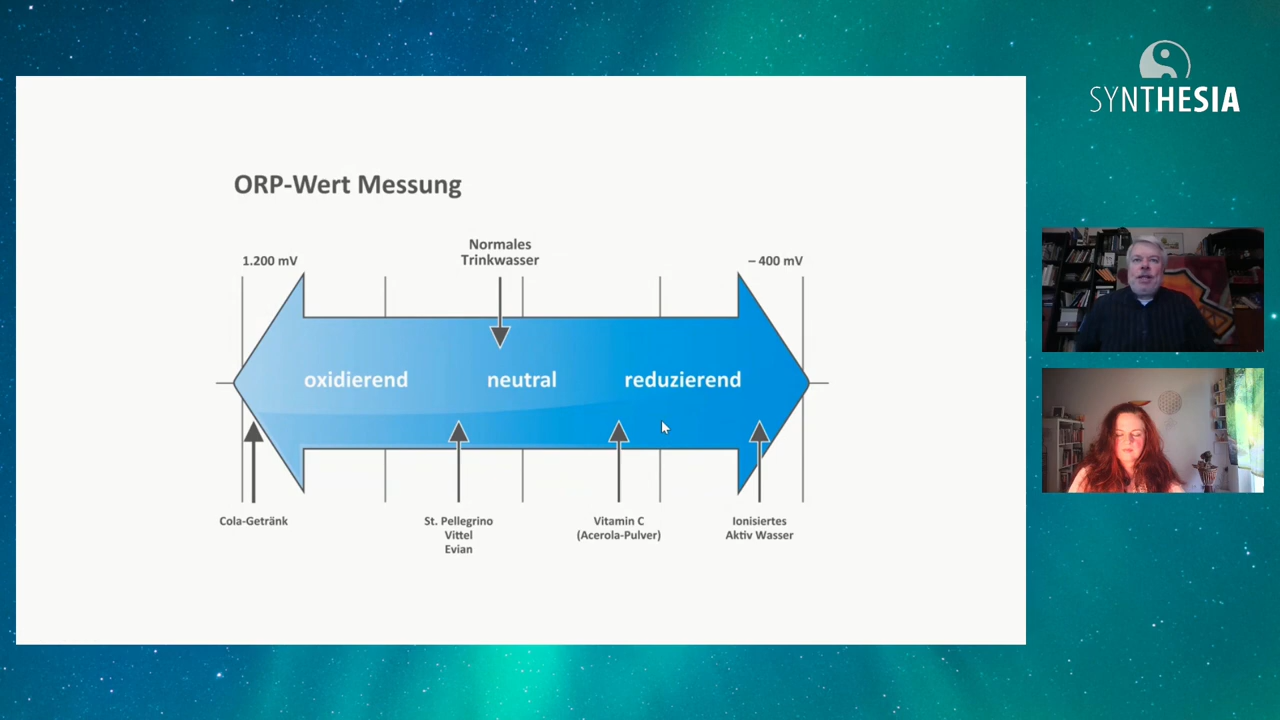 SYNTHESIA
ORP-Wert Messung
1.200 mV
Normales
Trinkwasser
– 400 mV
oxidierend
neutral
reduzierend
Cola-Getränk
St. Pellegrino
Vittel
Evian
Vitamin C
(Acerola-Pulver)
Ionisiertes
Aktiv Wasser